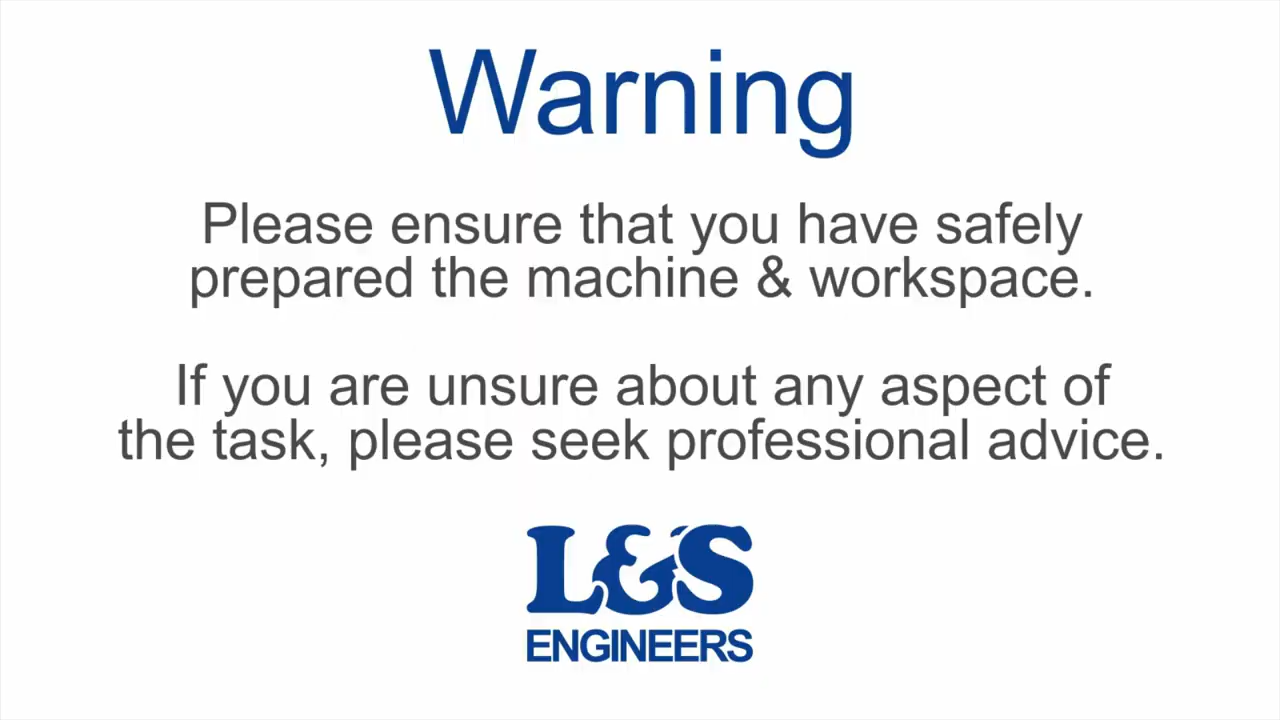 Warning
Please ensure that you have safely
prepared the machine & workspace.
If you are unsure about any aspect of
the task, please seek professional advice.
L&S
ENGINEERS